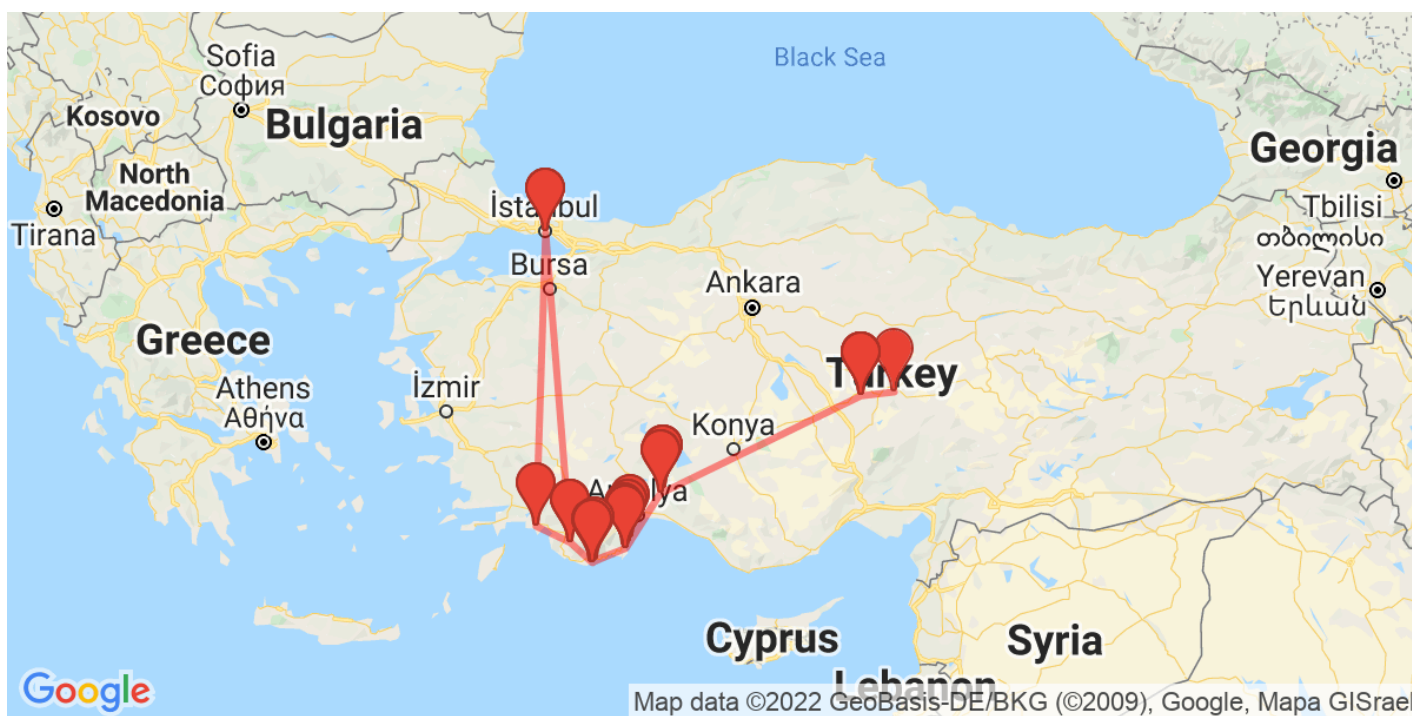 Black Sea
Sofia
София
Kosovo
Bulgaria
North
Macedonia
Tirana
İstanbul
Bursa
Ankara
Georgia
Tbilisi
თბილისი
Yerevan
Երևան
Greece
Athens
Αθήνα
İzmir
Turkey
Konya
Cyprus
Syria
Lebanon
Google
Map data ©2022 GeoBasis-DE/BKG (©2009), Google, Mapa GISrael